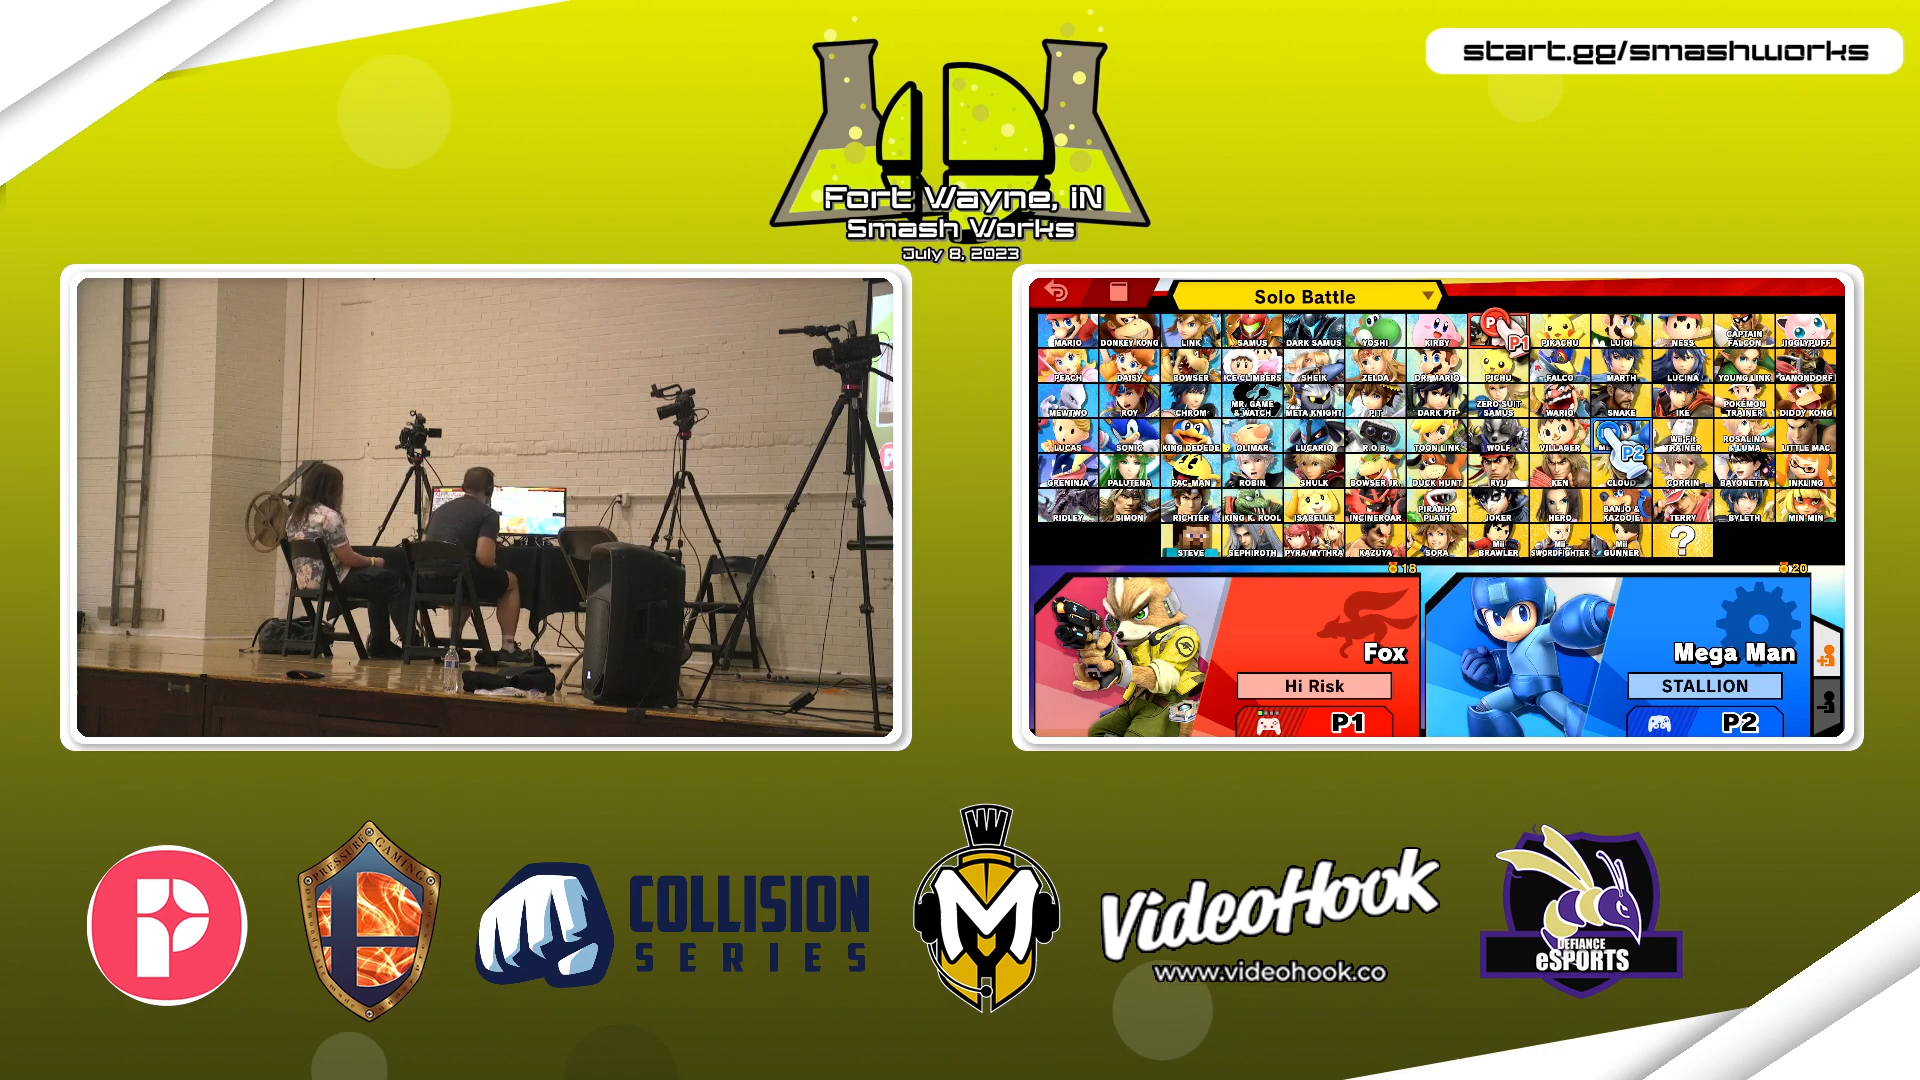 start.gg/smashworks
Fort Wayne, iN
Smash Works
July 8, 2023
Solo Battle
MARIO DONKEY KONG LINK SAMUS DARK SAMUS YOSHI KIRBY P1 PIKACHU LUIGI NESS CAPTAIN FALCON JIGGLYPUFF
PEACH DAISY BOWSER ICE CLIMBERS SHEIK ZELDA DR. MARIO PICHU FALCO MARTH LUCINA YOUNG LINK GANONDORF
MEWTWO ROY CHROM MR. GAME & WATCH META KNIGHT PIT DARK PIT ZERO SUIT SAMUS WARIO SNAKE IKE POKÉMON TRAINER DIDDY KONG
LUCAS SONIC KING DEDEDE OLIMAR LUCARIO R.O.B. TOON LINK WOLF VILLAGER P2 Wii Fit TRAINER ROSALINA & LUMA LITTLE MAC
GRENINJA PALUTENA PAC-MAN ROBIN SHULK BOWSER JR. DUCK HUNT RYU KEN CLOUD CORRIN BAYONETTA INKLING
RIDLEY SIMON RICHTER KING K. ROOL ISABELLE INCINEROAR PIRANHA PLANT JOKER HERO BANJO & KAZOOIE TERRY BYLETH MIN MIN
STEVE SEPHIROTH PYRA/MYTHRA KAZUYA SORA Mii BRAWLER Mii SWORDFIGHTER Mii GUNNER ?
18
20
Fox
Mega Man
Hi Risk
STALLION
P1
P2
PRESSURE GAMING
COLLISION
SERIES
VideoHook
www.videohook.co
DEFIANCE
eSPORTS